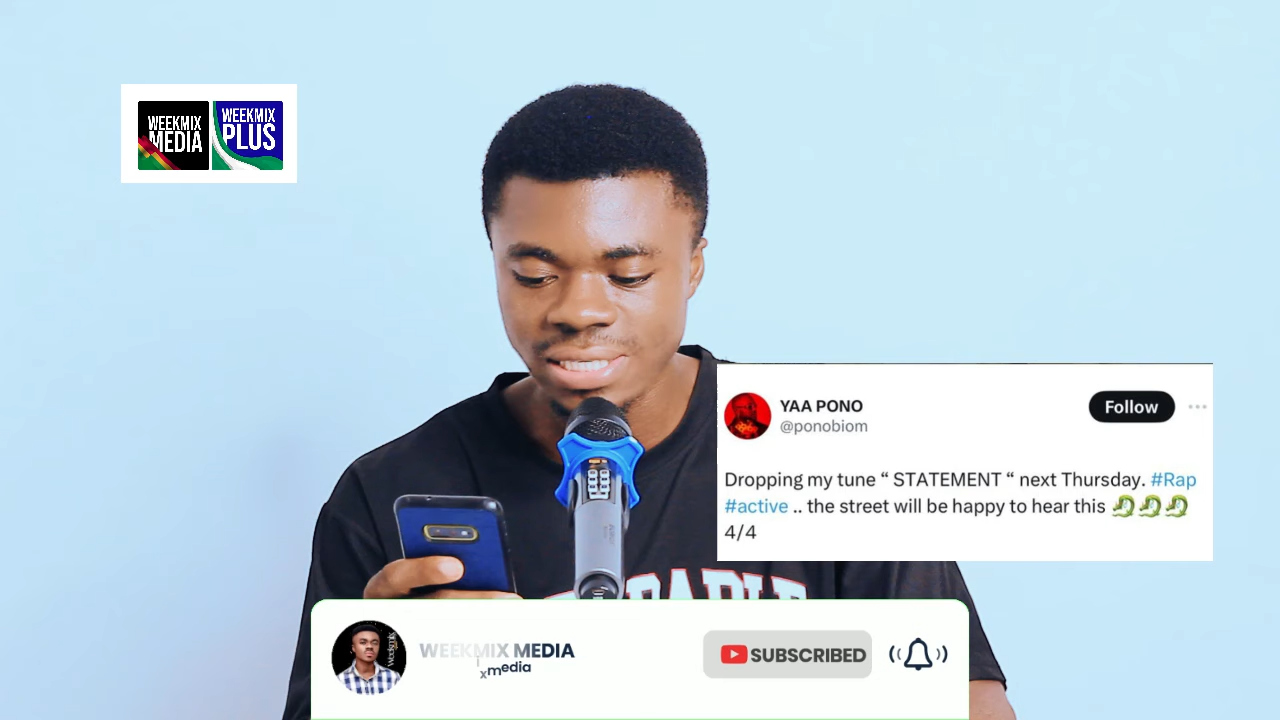 WEEKMIX
MEDIA
WEEKMIX
PLUS
YAA PONO
@ponobiom
Follow
Dropping my tune “ STATEMENT “ next Thursday. #Rap
#active .. the street will be happy to hear this
4/4
WEEKMIX MEDIA
xmedia
SUBSCRIBED